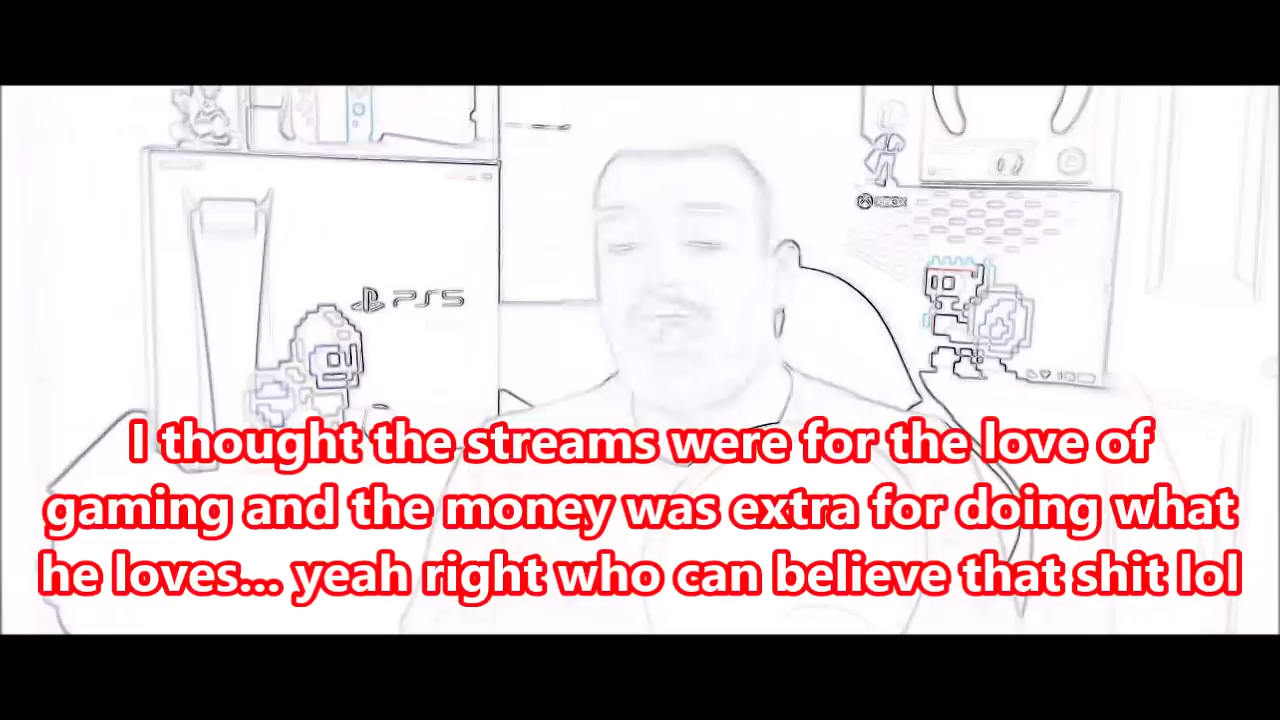 PS5
XBOX
I thought the streams were for the love of
gaming and the money was extra for doing what
he loves... yeah right who can believe that shit lol